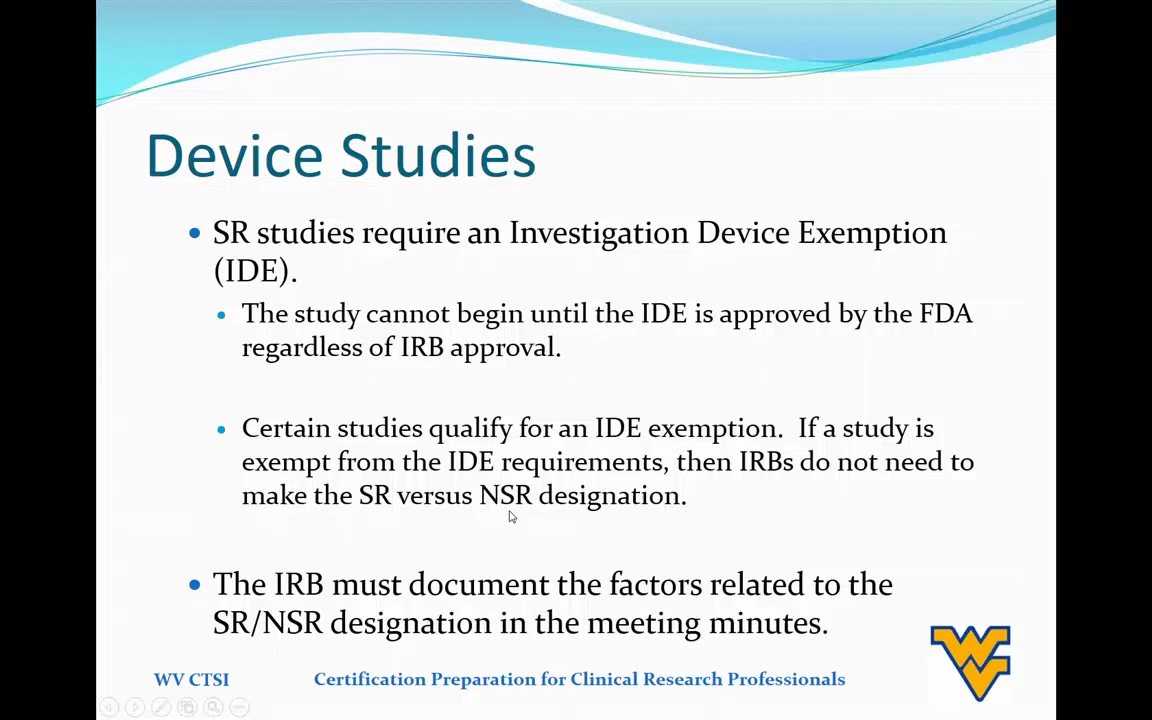 Device Studies
SR studies require an Investigation Device Exemption
(IDE).
The study cannot begin until the IDE is approved by the FDA
regardless of IRB approval.
Certain studies qualify for an IDE exemption.  If a study is
exempt from the IDE requirements, then IRBs do not need to
make the SR versus NSR designation.
The IRB must document the factors related to the
SR/NSR designation in the meeting minutes.
WV CTSI
Certification Preparation for Clinical Research Professionals